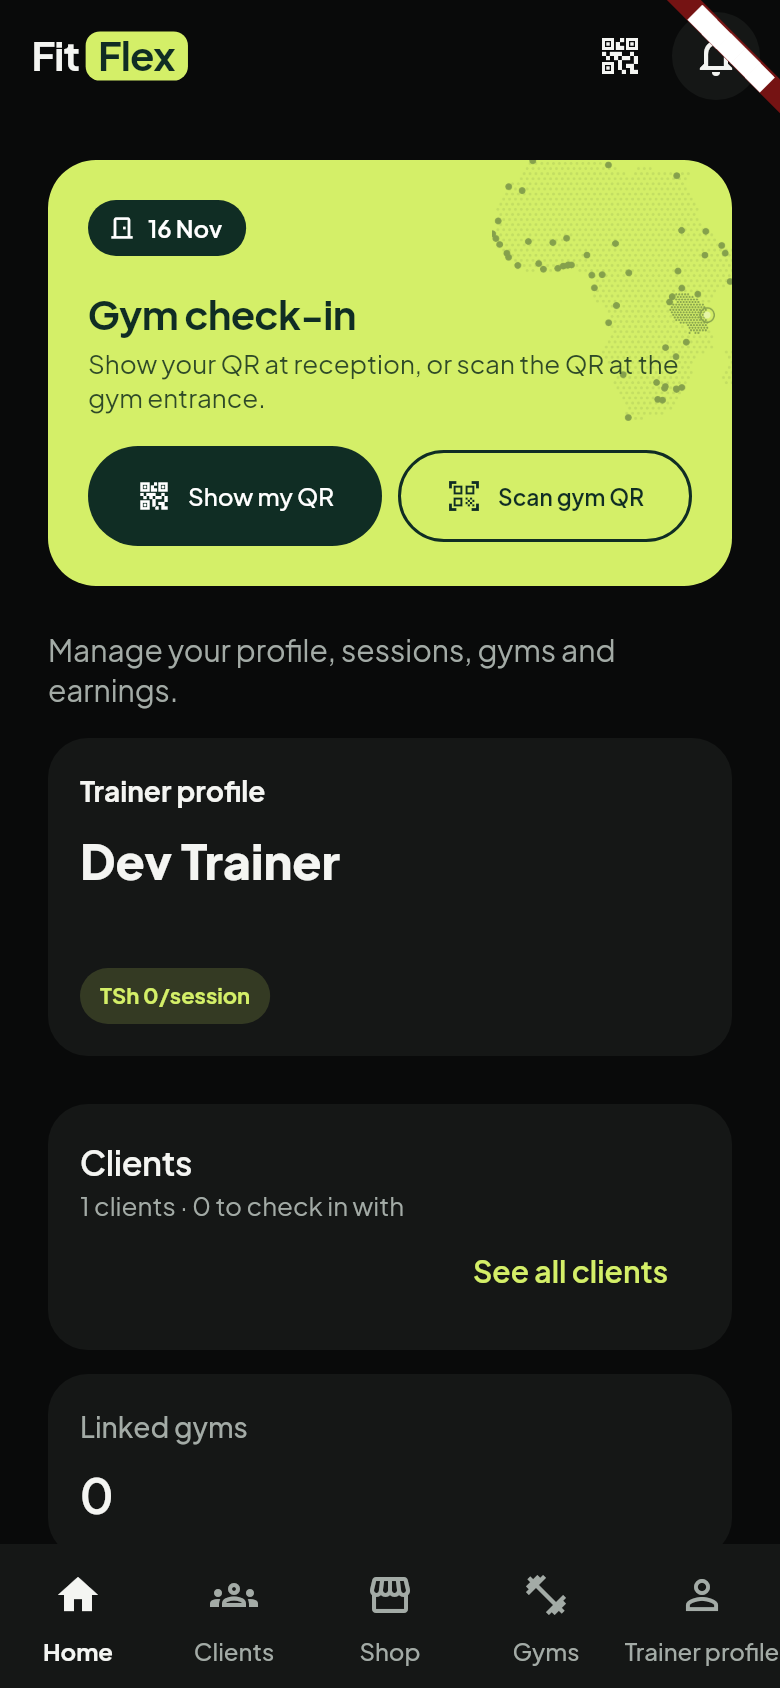 Fit Flex
16 Nov
Gym check-in
Show your QR at reception, or scan the QR at the
gym entrance.
Show my QR
Scan gym QR
Manage your profile, sessions, gyms and
earnings.
Trainer profile
Dev Trainer
TSh 0/session
Clients
1 clients · 0 to check in with
See all clients
Linked gyms
0
Home
Clients
Shop
Gyms
Trainer profile